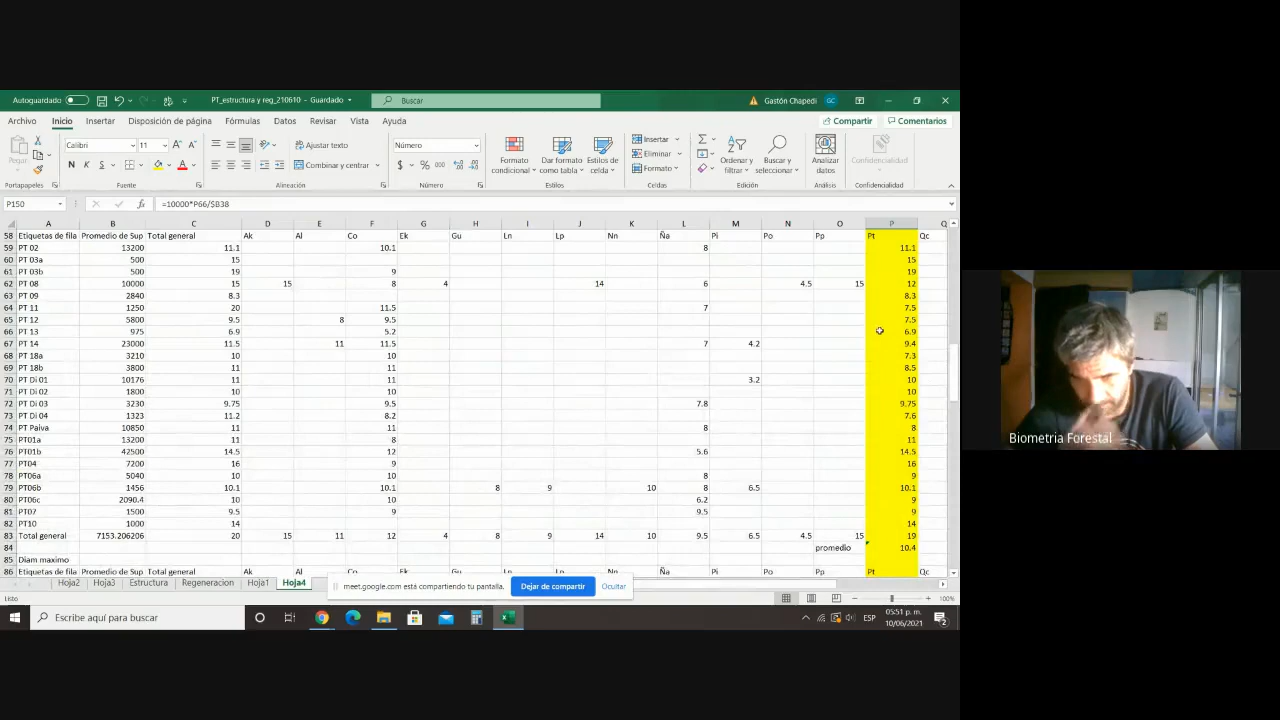 Autoguardado PT_estructura y reg_210610 - Guardado Buscar Gastón Chapedi GC
Archivo Inicio Insertar Disposición de página Fórmulas Datos Revisar Vista Ayuda Compartir Comentarios
Pegar Calibri 11 Ajustar texto Número Formato condicional Dar formato como tabla Estilos de celda Insertar Ordenar y filtrar Buscar y seleccionar Analizar datos Confidencialidad
N K S Combinar y centrar $ % 000 Eliminar Formato
Portapapeles Fuente Alineación Número Estilos Celdas Edición Análisis Confidencialidad
P150 =10000*P66/$B38
A B C D E F G H I J K L M N O P Q
58 Etiquetas de fila Promedio de Sup Total general Ak Al Co Ek Gu Ln Lp Nn Ña Pi Po Pp Pt Qc
59 PT 02 13200 11.1 10.1 8 11.1
60 PT 03a 500 15 15
61 PT 03b 500 19 9 19
62 PT 08 10000 15 15 8 4 14 6 4.5 15 12
63 PT 09 2840 8.3 8.3
64 PT 11 1250 20 11.5 7 7.5
65 PT 12 5800 9.5 8 9.5 7.5
66 PT 13 975 6.9 5.2 6.9
67 PT 14 23000 11.5 11 11.5 7 4.2 9.4
68 PT 18a 3210 10 10 7.3
69 PT 18b 3800 11 11 8.5
70 PT Di 01 10176 11 11 3.2 10
71 PT Di 02 1800 10 10 10
72 PT Di 03 3230 9.75 9.5 7.8 9.75
73 PT Di 04 1323 11.2 8.2 7.6
74 PT Paiva 10850 11 11 8 8
75 PT01a 13200 11 8 11
76 PT01b 42500 14.5 12 5.6 14.5
77 PT04 7200 16 9 16
78 PT06a 5040 10 10 8 9
79 PT06b 1456 10.1 10.1 8 9 10 8 6.5 10.1
80 PT06c 2090.4 10 10 6.2 9
81 PT07 1500 9.5 9 9.5 9
82 PT10 1000 14 14
83 Total general 7153.206206 20 15 11 12 4 8 9 14 10 9.5 6.5 4.5 15 19
84 promedio 10.4
85 Diam maximo
86 Etiquetas de fila Pt Qc
Hoja2 Hoja3 Estructura Regeneracion Hoja1 Hoja4
meet.google.com está compartiendo tu pantalla. Dejar de compartir Ocultar
Listo 100%
Escribe aquí para buscar ESP 05:51 p. m.
10/06/2021
2
Biometria Forestal